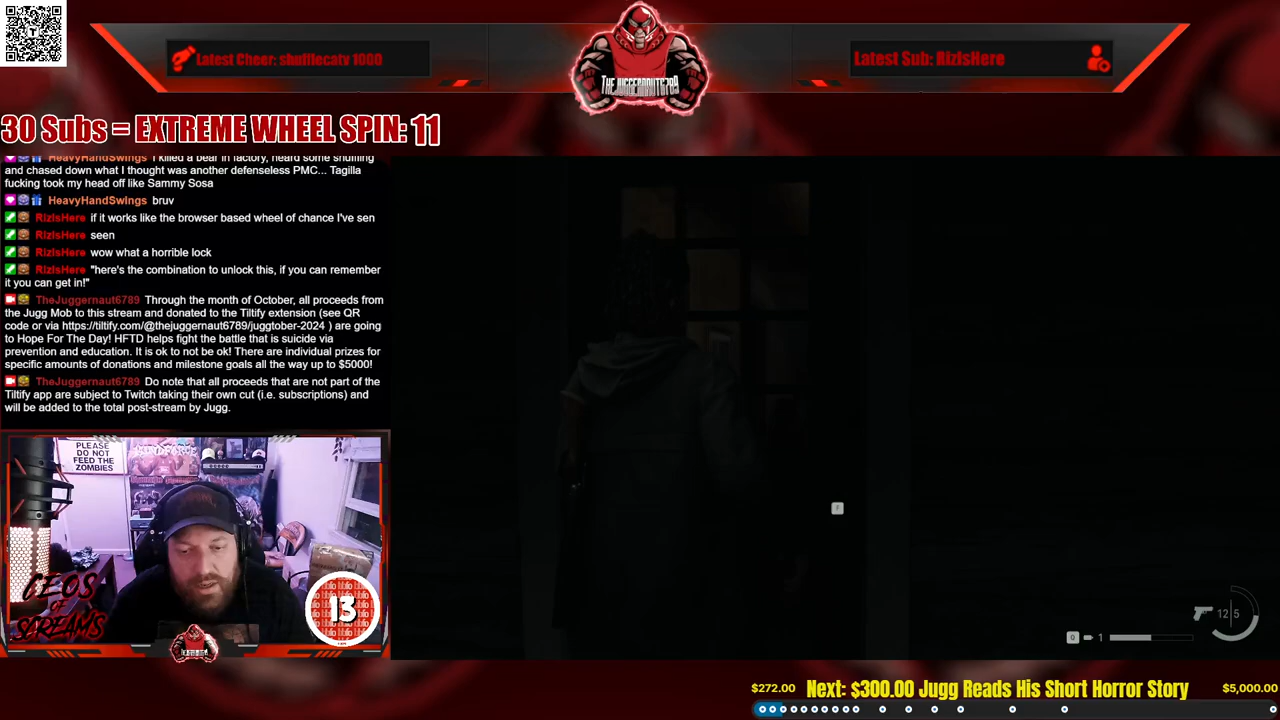 Latest Cheer: shufflecatv 1000
THEJUGGERNAUT6789
Latest Sub: RizIsHere
30 Subs = EXTREME WHEEL SPIN: 11
HeavyHandSwings I killed a bear in factory, heard some shuffling
and chased down what I thought was another defenseless PMC... Tagilla
fucking took my head off like Sammy Sosa
HeavyHandSwings bruv
RizIsHere if it works like the browser based wheel of chance I've sen
RizIsHere seen
RizIsHere wow what a horrible lock
RizIsHere "here's the combination to unlock this, if you can remember
it you can get in!"
TheJuggernaut6789 Through the month of October, all proceeds from
the Jugg Mob to this stream and donated to the Tiltify extension (see QR
code or via https://tiltify.com/@thejuggernaut6789/juggtober-2024 ) are going
to Hope For The Day! HFTD helps fight the battle that is suicide via
prevention and education. It is ok to not be ok! There are individual prizes for
specific amounts of donations and milestone goals all the way up to $5000!
TheJuggernaut6789 Do note that all proceeds that are not part of the
Tiltify app are subject to Twitch taking their own cut (i.e. subscriptions) and
will be added to the total post-stream by Jugg.
PLEASE
DO NOT
FEED THE
ZOMBIES
CEOS
OF
STREAMS
13
12 5
Q 1
$272.00 Next: $300.00 Jugg Reads His Short Horror Story $5,000.00